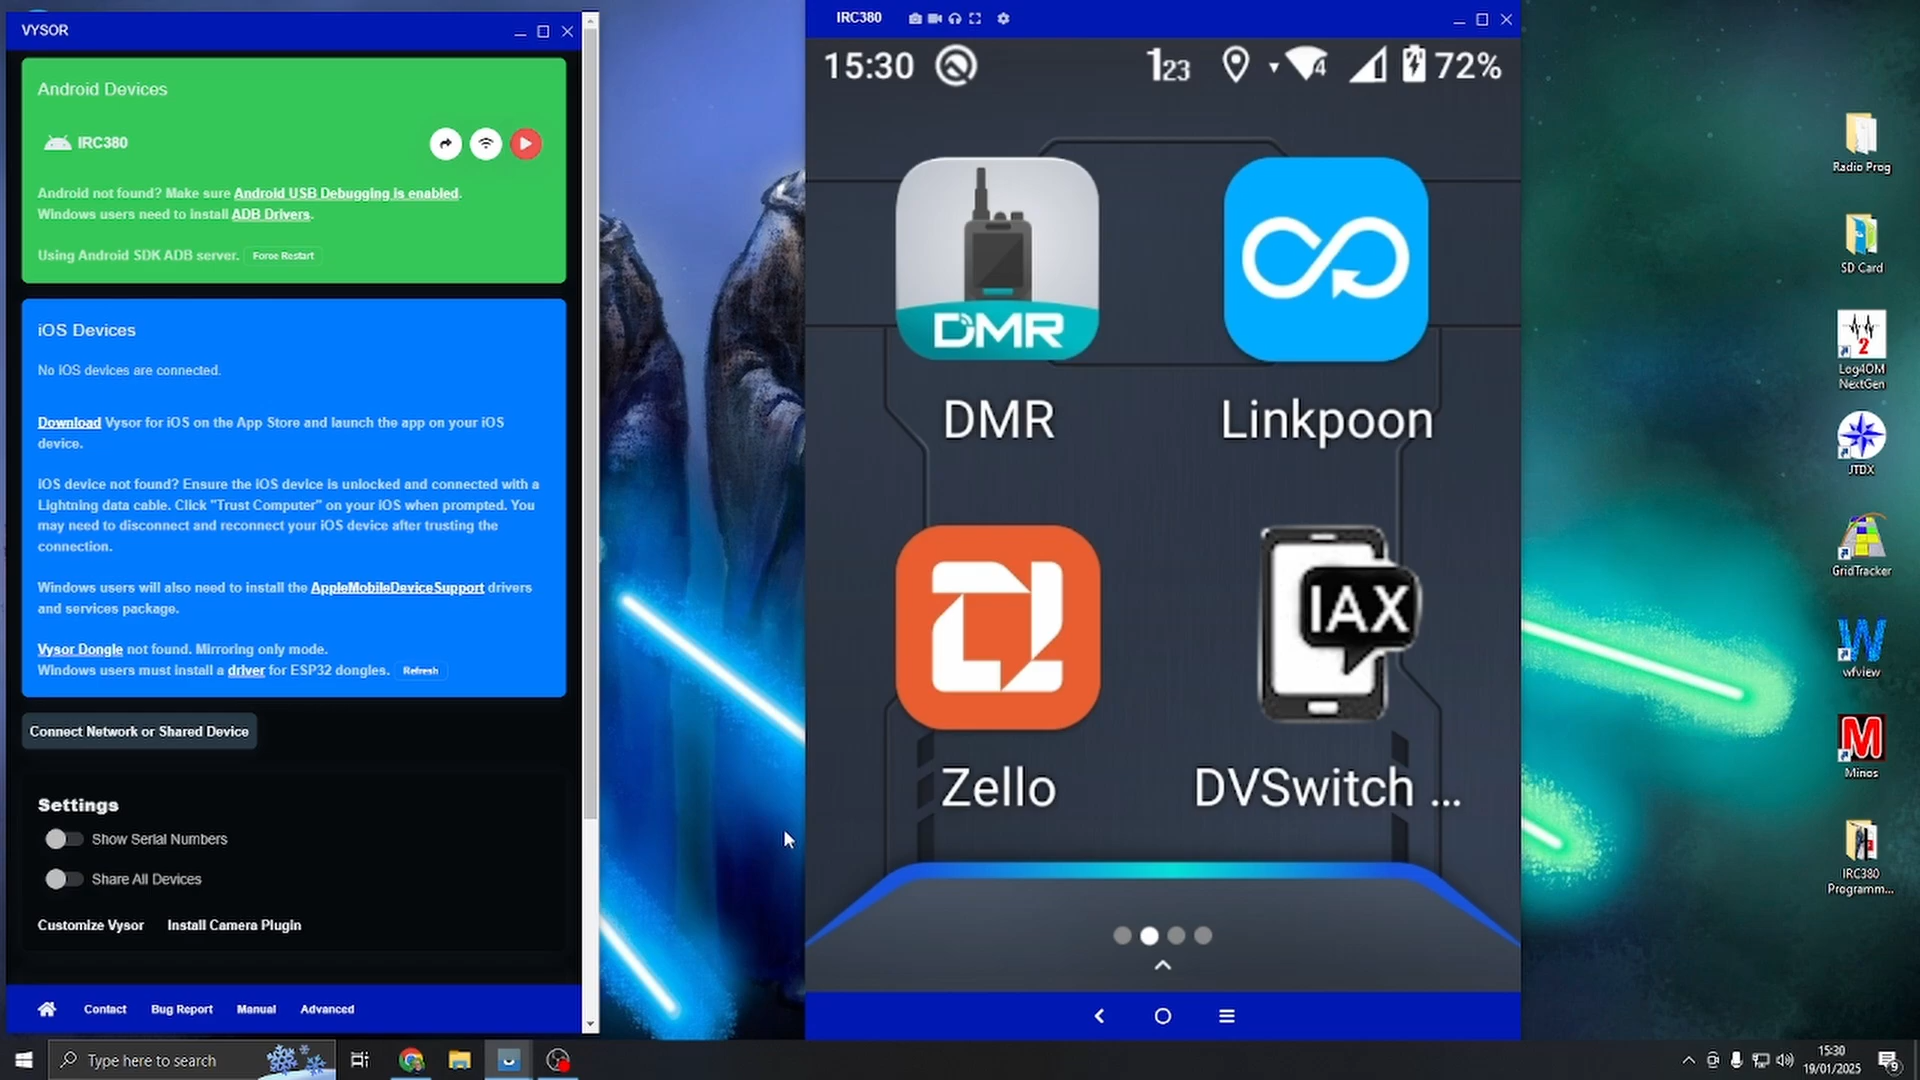 VYSOR
Android Devices
IRC380
Android not found? Make sure Android USB Debugging is enabled.
Windows users need to install ADB Drivers.
Using Android SDK ADB server. Force Restart
iOS Devices
No iOS devices are connected.
Download Vysor for iOS on the App Store and launch the app on your iOS
device.
iOS device not found? Ensure the iOS device is unlocked and connected with a
Lightning data cable. Click "Trust Computer" on your iOS when prompted. You
may need to disconnect and reconnect your iOS device after trusting the
connection.
Windows users will also need to install the AppleMobileDeviceSupport drivers
and services package.
Vysor Dongle not found. Mirroring only mode.
Windows users must install a driver for ESP32 dongles. Refresh
Connect Network or Shared Device
Settings
Show Serial Numbers
Share All Devices
Customize Vysor Install Camera Plugin
Contact Bug Report Manual Advanced
IRC380
15:30 123 4 72%
DMR
DMR Linkpoon
IAX
Zello DVSwitch ...
Radio Prog
SD Card
2
Log4OM
NextGen
JTDX
GridTracker
W
wfview
M
Minos
IRC380
Programm...
Type here to search
15:30
19/01/2025
9